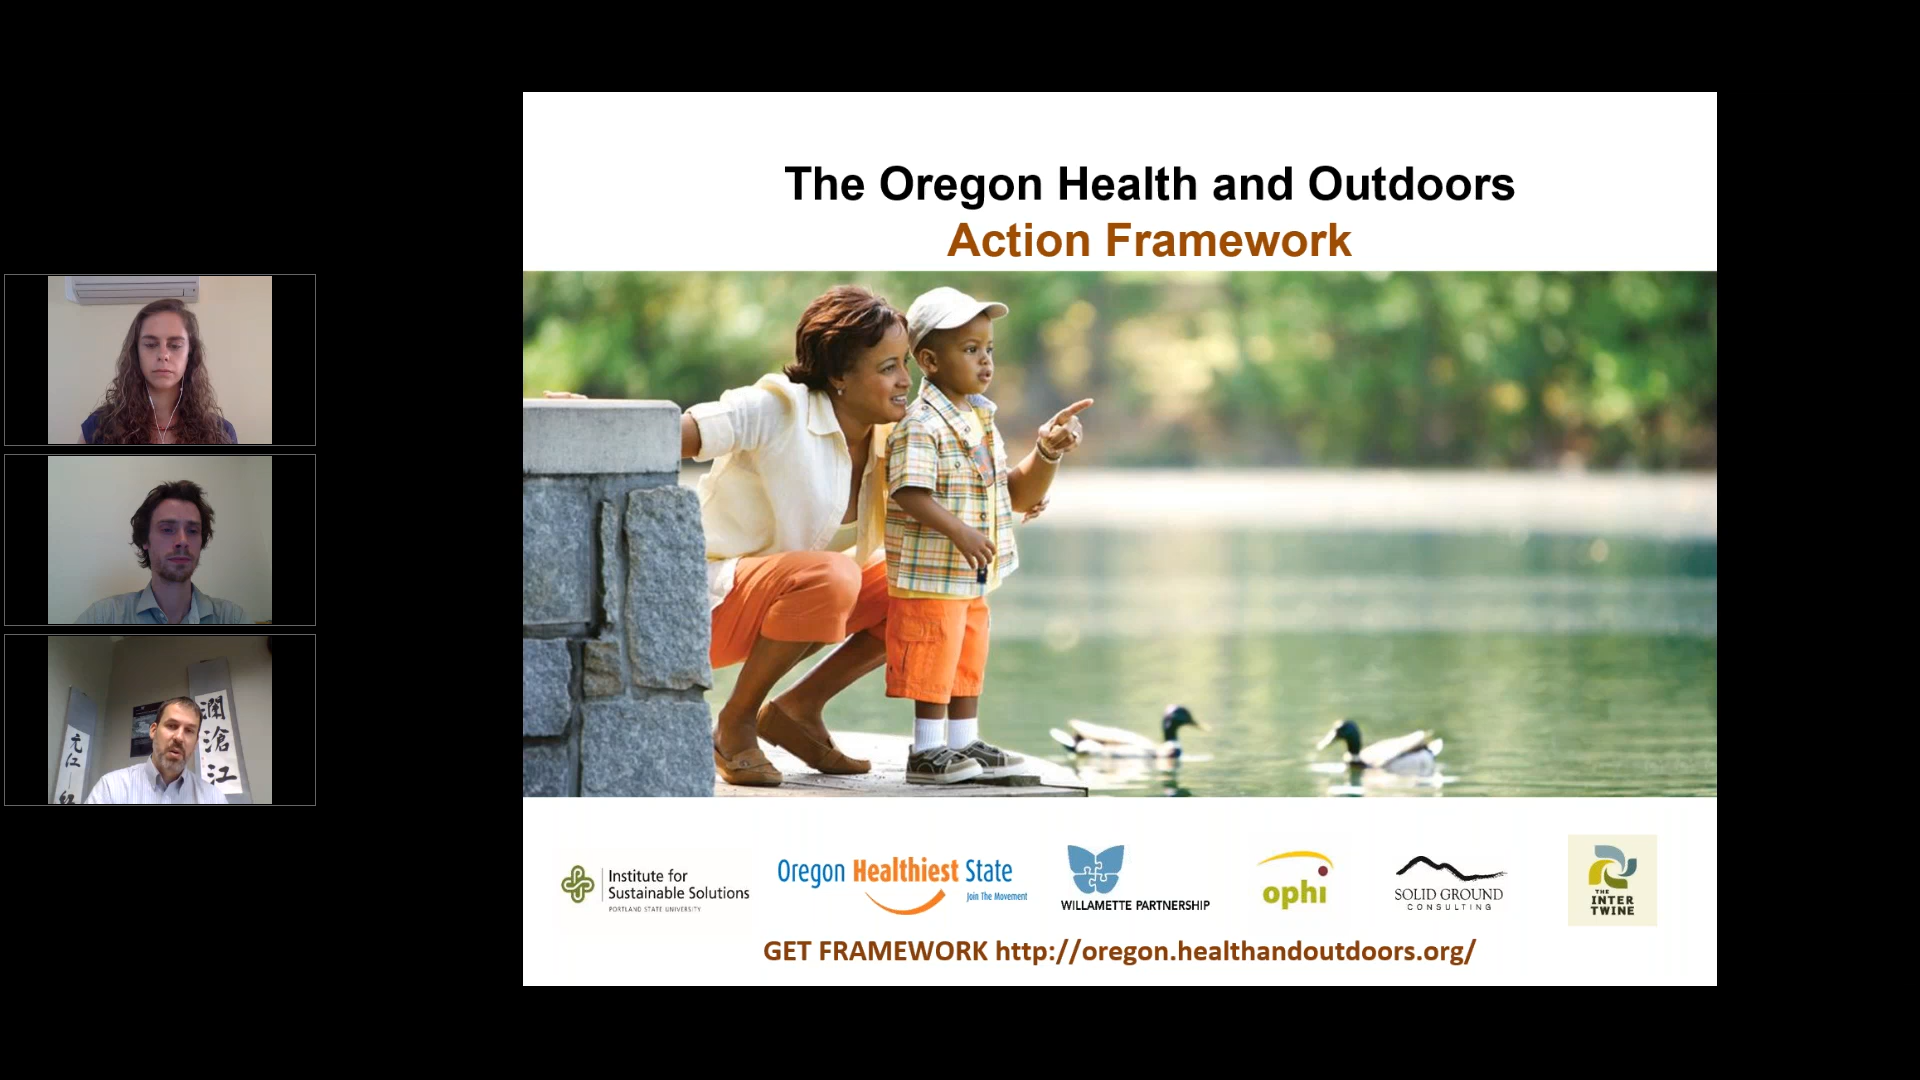 The Oregon Health and Outdoors
Action Framework
元江
瀾滄江
Institute for
Sustainable Solutions
PORTLAND STATE UNIVERSITY
Oregon Healthiest State
Join The Movement
WILLAMETTE PARTNERSHIP
ophi
SOLID GROUND
CONSULTING
THE
INTER
TWINE
GET FRAMEWORK http://oregon.healthandoutdoors.org/